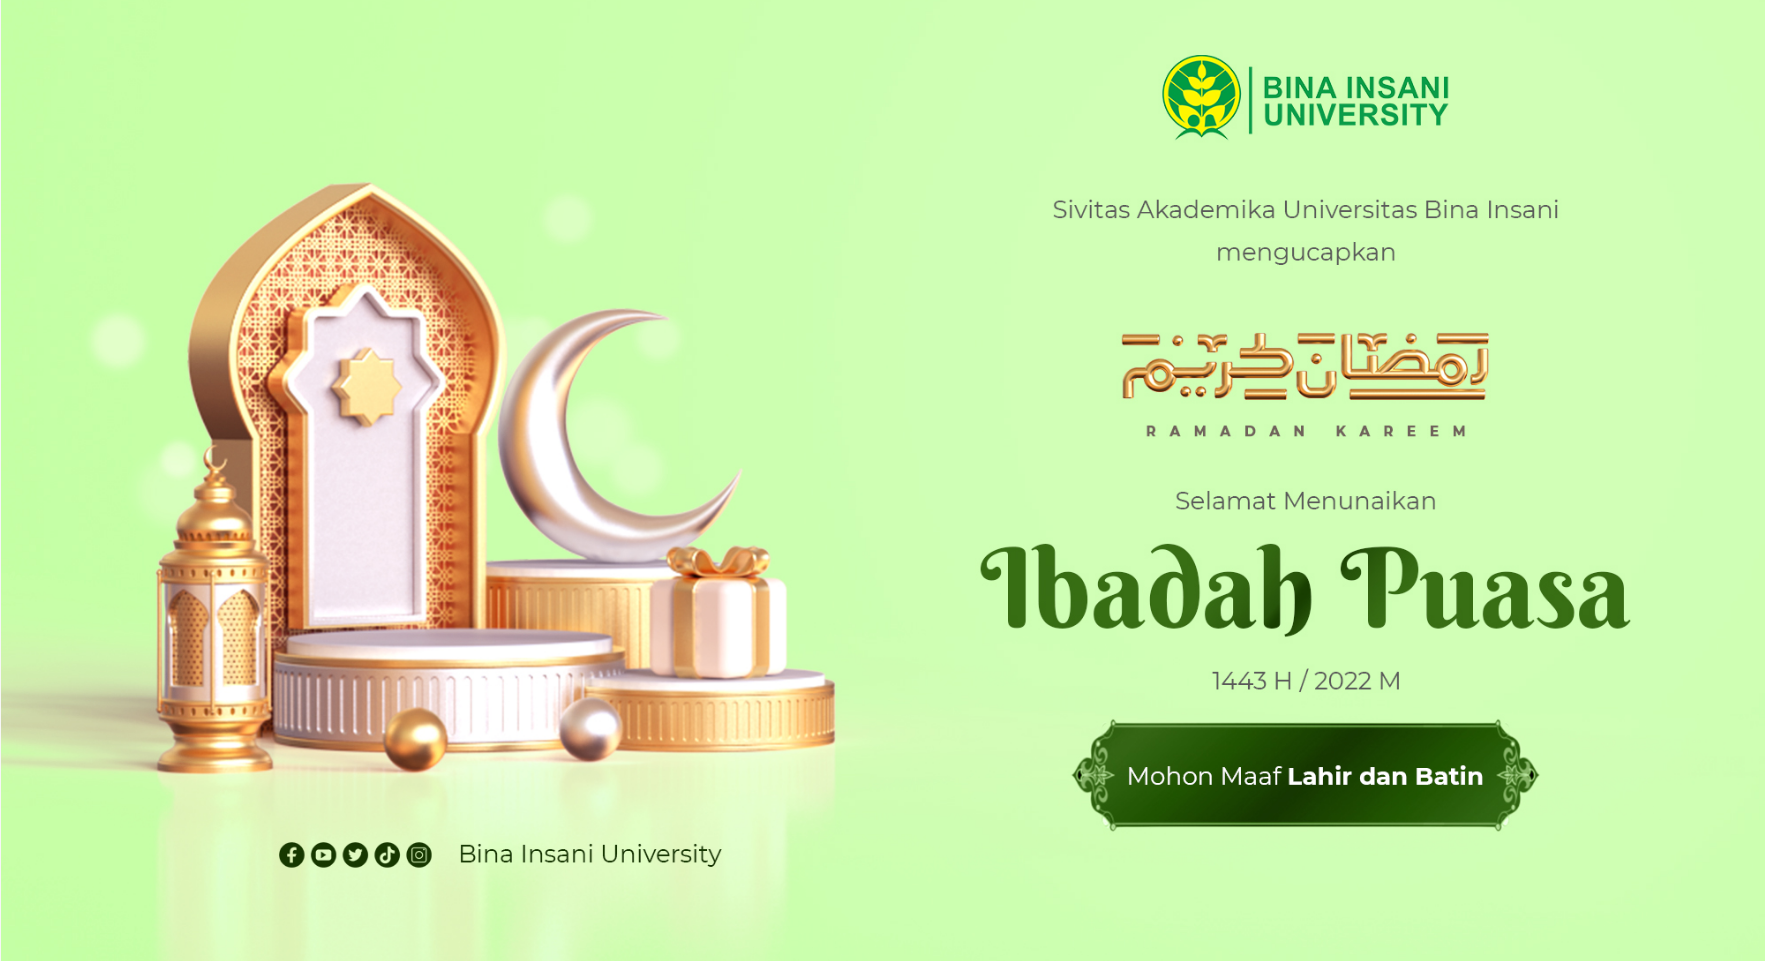 BINA INSANI
UNIVERSITY
Sivitas Akademika Universitas Bina Insani
mengucapkan
رمضان كريم
RAMADAN KAREEM
Selamat Menunaikan
Ibadah Puasa
1443 H / 2022 M
Mohon Maaf Lahir dan Batin
Bina Insani University